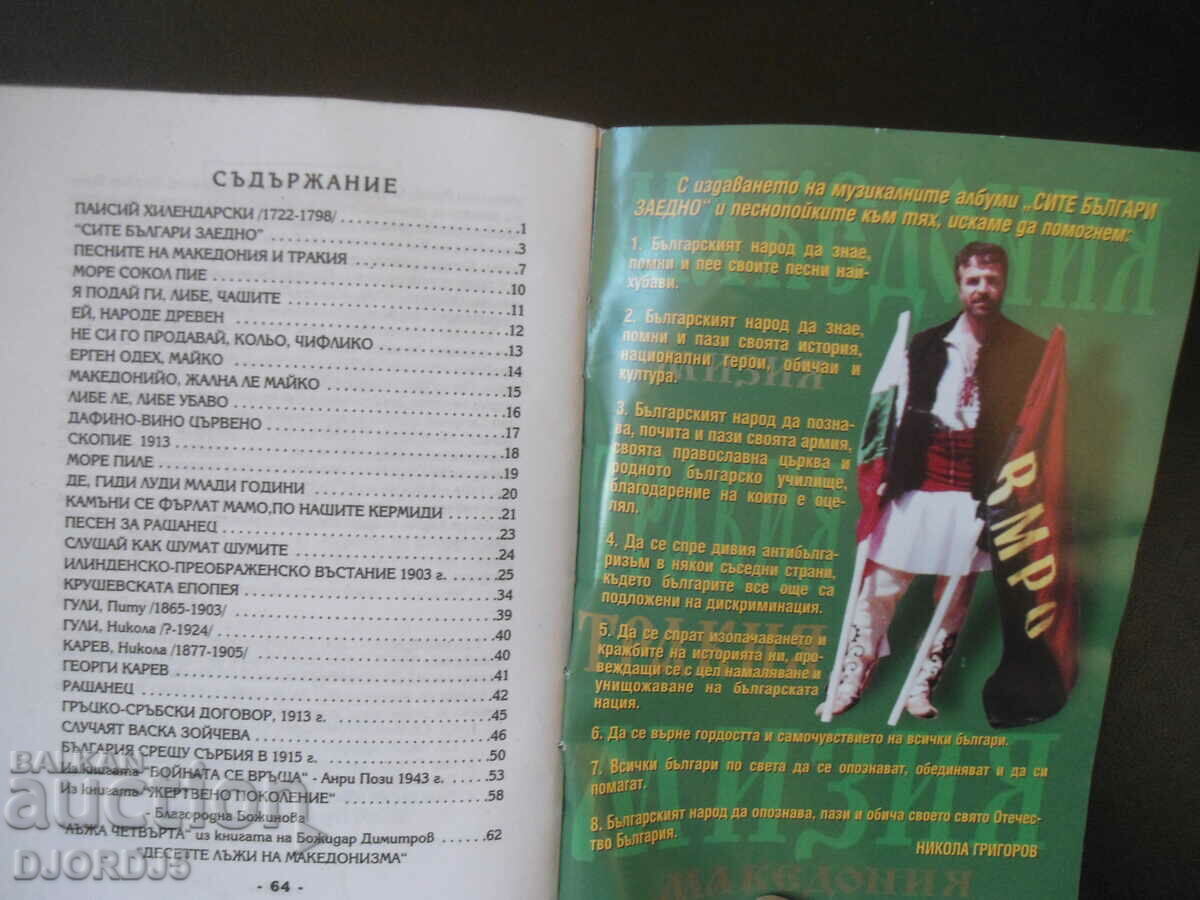 СЪДЪРЖАНИЕ
ПАИСИЙ ХИЛЕНДАРСКИ /1722-1798/ ..........1
"СИТЕ БЪЛГАРИ ЗАЕДНО" ..........3
ПЕСНИТЕ НА МАКЕДОНИЯ И ТРАКИЯ ..........7
МОРЕ СОКОЛ ПИЕ ..........10
Я ПОДАЙ ГИ, ЛИБЕ, ЧАШИТЕ ..........11
ЕЙ, НАРОДЕ ДРЕВЕН ..........12
НЕ СИ ГО ПРОДАВАЙ, КОЛЬО, ЧИФЛИКО ..........13
ЕРГЕН ОДЕХ, МАЙКО ..........14
МАКЕДОНИЙО, ЖАЛНА ЛЕ МАЙКО ..........15
ЛИБЕ ЛЕ, ЛИБЕ УБАВО ..........16
ДАФИНО-ВИНО ЦЪРВЕНО ..........17
СКОПИЕ 1913 ..........18
МОРЕ ПИЛЕ ..........19
ДЕ, ГИДИ ЛУДИ МЛАДИ ГОДИНИ ..........20
КАМЪНИ СЕ ФЪРЛАТ МАМО,ПО НАШИТЕ КЕРМИДИ ..........21
ПЕСЕН ЗА РАШАНЕЦ ..........23
СЛУШАЙ КАК ШУМАТ ШУМИТЕ ..........24
ИЛИНДЕНСКО-ПРЕОБРАЖЕНСКО ВЪСТАНИЕ 1903 г. ..........25
КРУШЕВСКАТА ЕПОПЕЯ ..........34
ГУЛИ, Питу /1865-1903/ ..........39
ГУЛИ, Никола /?-1924/ ..........40
КАРЕВ, Никола /1877-1905/ ..........40
ГЕОРГИ КАРЕВ ..........41
РАШАНЕЦ ..........42
ГРЪЦКО-СРЪБСКИ ДОГОВОР, 1913 г. ..........45
СЛУЧАЯТ ВАСКА ЗОЙЧЕВА ..........46
БЪЛГАРИЯ СРЕЩУ СЪРБИЯ В 1915 г. ..........50
Из книгата "ВОЙНАТА СЕ ВРЪЩА" - Анри Пози 1943 г. ..........53
Из книгата "ЖЕРТВЕНО ПОКОЛЕНИЕ" ..........58
- Благородна Божинова
"ЛЪЖА ЧЕТВЪРТА" из книгата на Божидар Димитров ..........62
"ДЕСЕТТЕ ЛЪЖИ НА МАКЕДОНИЗМА"
- 64 -
С издаването на музикалните албуми „СИТЕ БЪЛГАРИ
ЗАЕДНО“ и песнопойките към тях, искаме да помогнем:
1. Българският народ да знае,
помни и пее своите песни най-
хубави.
2. Българският народ да знае,
помни и пази своята история,
национални герои, обичаи и
култура.
3. Българският народ да позна-
ва, почита и пази своята армия,
своята православна църква и
родното българско училище,
благодарение на които е оце-
лял.
4. Да се спре дивия антибълга-
ризъм в някои съседни страни,
където българите все още са
подложени на дискриминация.
5. Да се спрат изопачаването и
кражбите на историята ни, про-
веждащи се с цел намаляване и
унищожаване на българската
нация.
6. Да се върне гордостта и самочувствието на всички българи.
7. Всички българи по света да се опознават, обединяват и да си
помагат.
8. Българският народ да опознава, пази и обича своето свято Отечес-
тво България.
НИКОЛА ГРИГОРОВ
ВМРО
МАКЕДОНИЯ
МИЗИЯ
ТРАКИЯ
МИЗИЯ
МАКЕДОНИЯ
BALKAN
auction
DJORDJ5